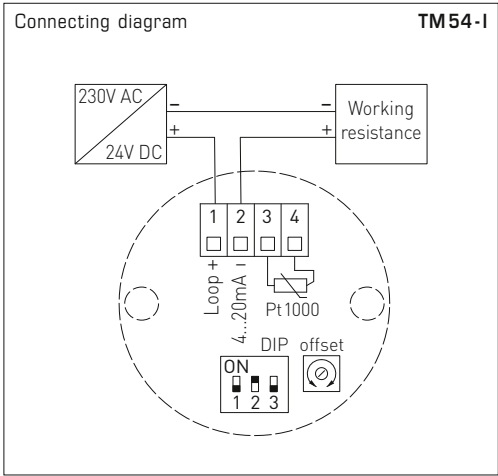 Connecting diagram TM54-I
230V AC
24V DC
−
+
−
+
Working
resistance
1 2 3 4
Loop +
4...20mA −
Pt1000
DIP offset
ON
1 2 3